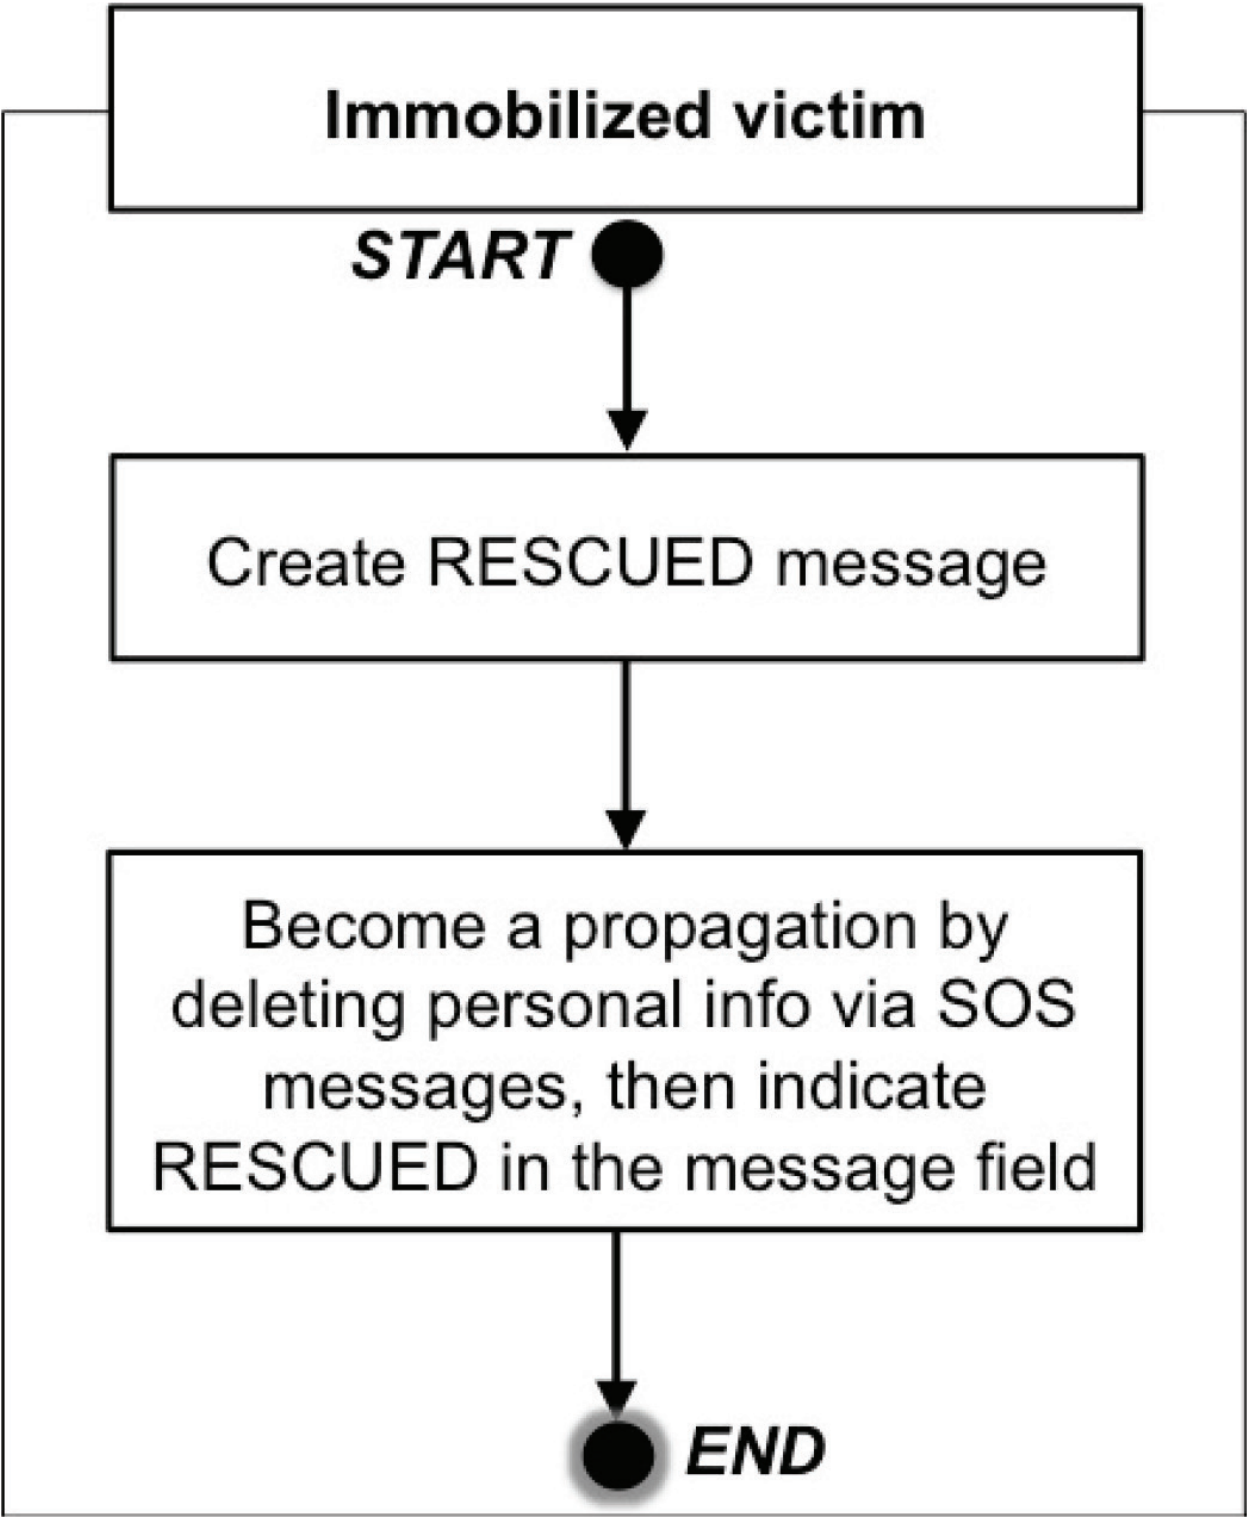 Immobilized victim
START
Create RESCUED message
Become a propagation by
deleting personal info via SOS
messages, then indicate
RESCUED in the message field
END